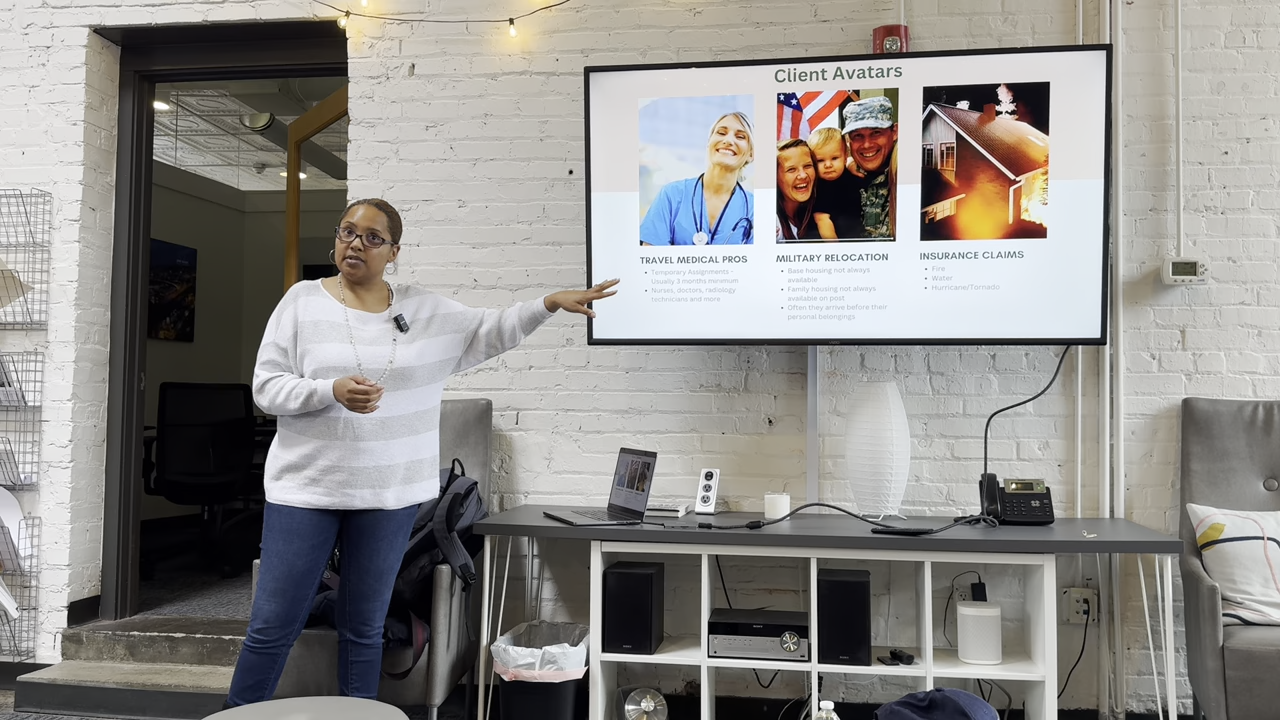 Client Avatars
TRAVEL MEDICAL PROS
Temporary Assignments -
Usually 3 months minimum
Nurses, doctors, radiology
technicians and more
MILITARY RELOCATION
Base housing not always
available
Family housing not always
available on post
Often they arrive before their
personal belongings
INSURANCE CLAIMS
Fire
Water
Hurricane/Tornado